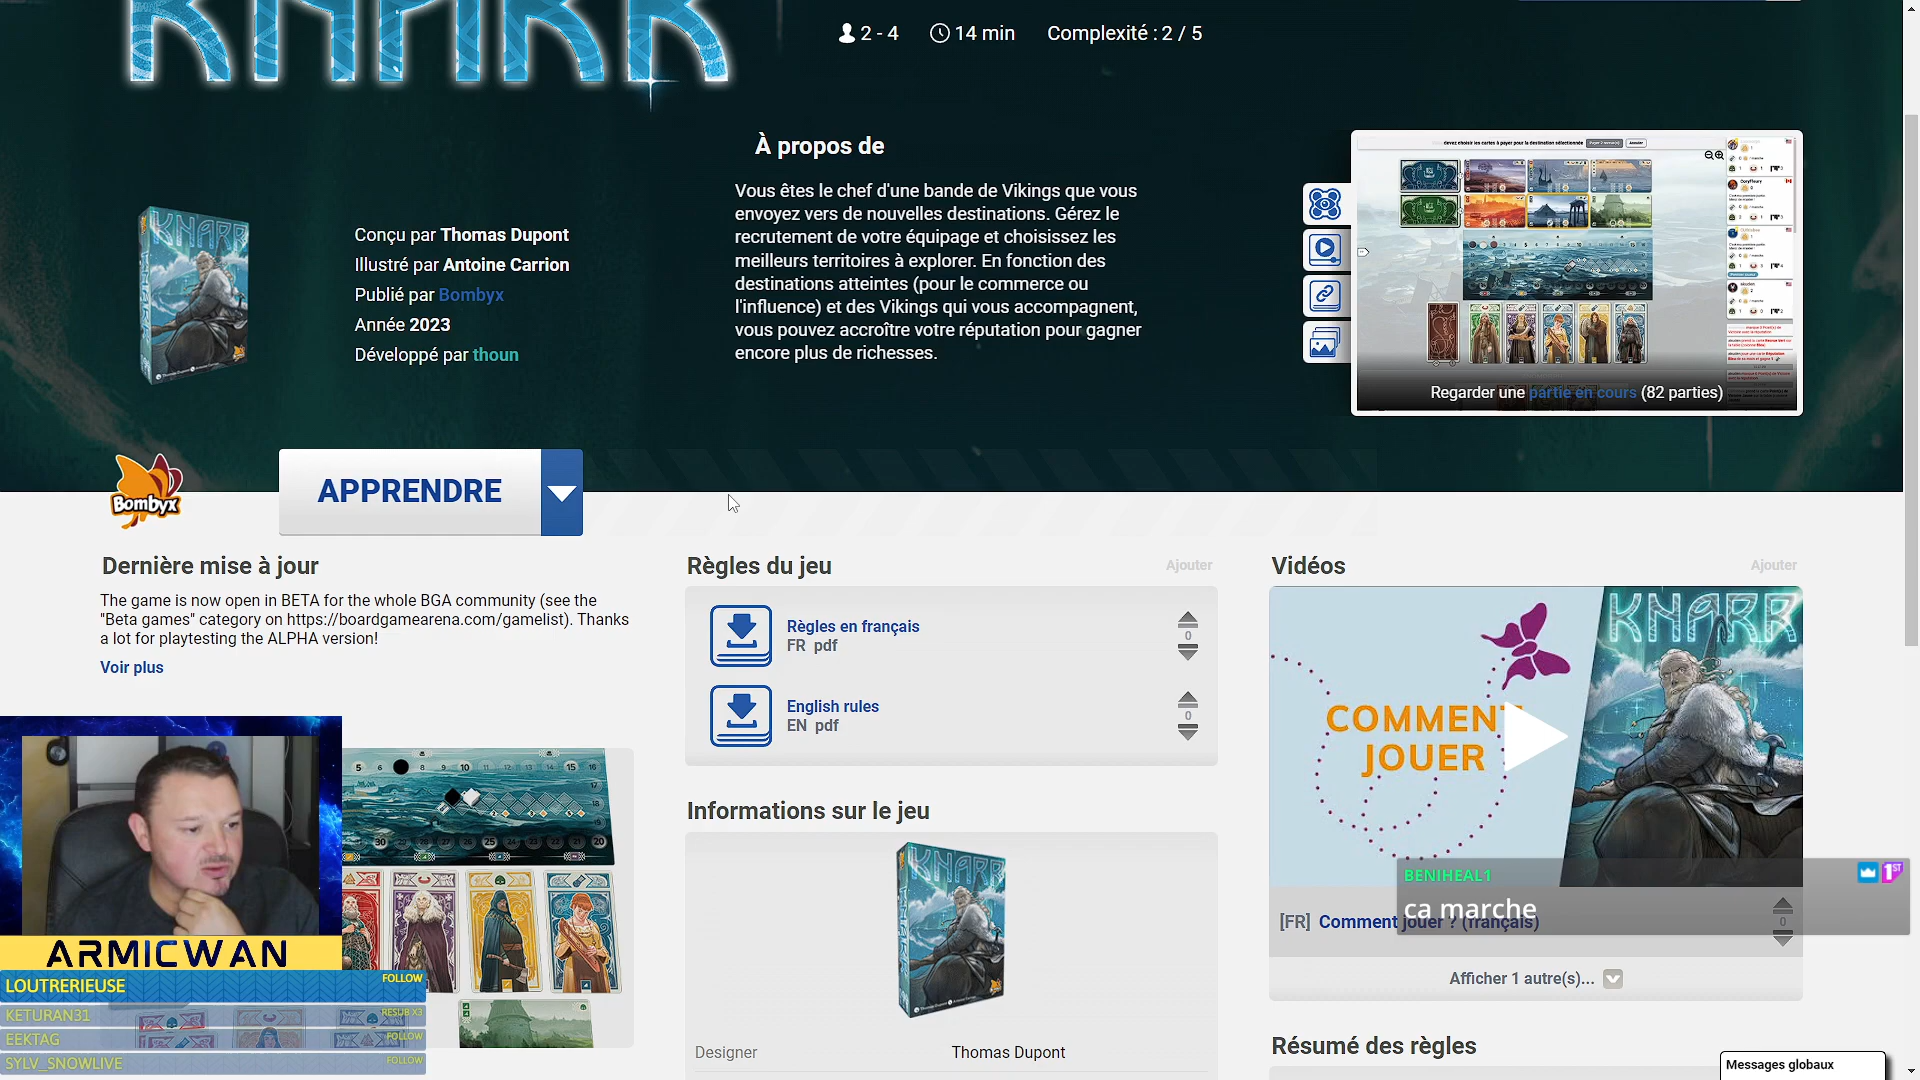 KNARR
2 - 4
14 min
Complexité : 2 / 5
À propos de
Vous êtes le chef d'une bande de Vikings que vous
envoyez vers de nouvelles destinations. Gérez le
recrutement de votre équipage et choisissez les
meilleurs territoires à explorer. En fonction des
destinations atteintes (pour le commerce ou
l'influence) et des Vikings qui vous accompagnent,
vous pouvez accroître votre réputation pour gagner
encore plus de richesses.
KNARR
Conçu par Thomas Dupont
Illustré par Antoine Carrion
Publié par Bombyx
Année 2023
Développé par thoun
Regarder une partie en cours (82 parties)
Bombyx
APPRENDRE
Dernière mise à jour
The game is now open in BETA for the whole BGA community (see the
"Beta games" category on https://boardgamearena.com/gamelist). Thanks
a lot for playtesting the ALPHA version!
Voir plus
Règles du jeu
Ajouter
Règles en français
FR pdf
0
English rules
EN pdf
0
Informations sur le jeu
KNARR
Designer
Thomas Dupont
Vidéos
Ajouter
COMMENT
JOUER
KNARR
BENIHEAL1
ca marche
[FR] Comment jouer ? (français)
0
Afficher 1 autre(s)...
Résumé des règles
Messages globaux
ARMICWAN
LOUTRERIEUSE
FOLLOW
KETURAN31
RESUB X3
EEKTAG
FOLLOW
SYLV_SNOWLIVE
FOLLOW